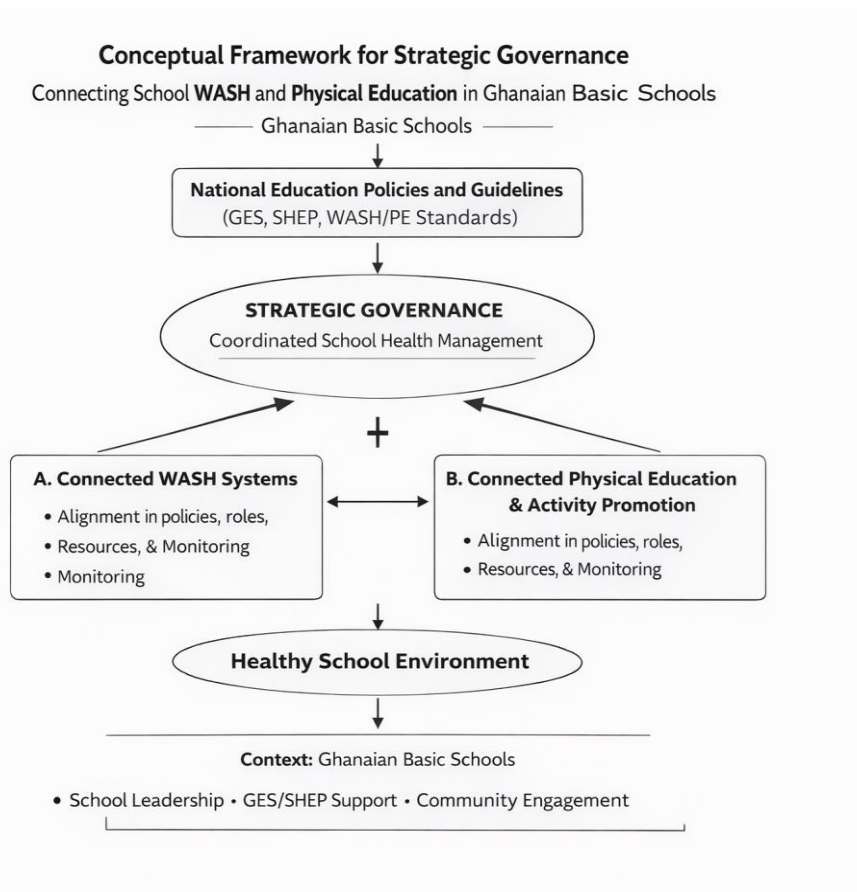 Conceptual Framework for Strategic Governance
Connecting School WASH and Physical Education in Ghanaian Basic Schools
Ghanaian Basic Schools
National Education Policies and Guidelines
(GES, SHEP, WASH/PE Standards)
STRATEGIC GOVERNANCE
Coordinated School Health Management
+
A. Connected WASH Systems
• Alignment in policies, roles,
• Resources, & Monitoring
• Monitoring
B. Connected Physical Education
& Activity Promotion
• Alignment in policies, roles,
• Resources, & Monitoring
Healthy School Environment
Context: Ghanaian Basic Schools
• School Leadership • GES/SHEP Support • Community Engagement